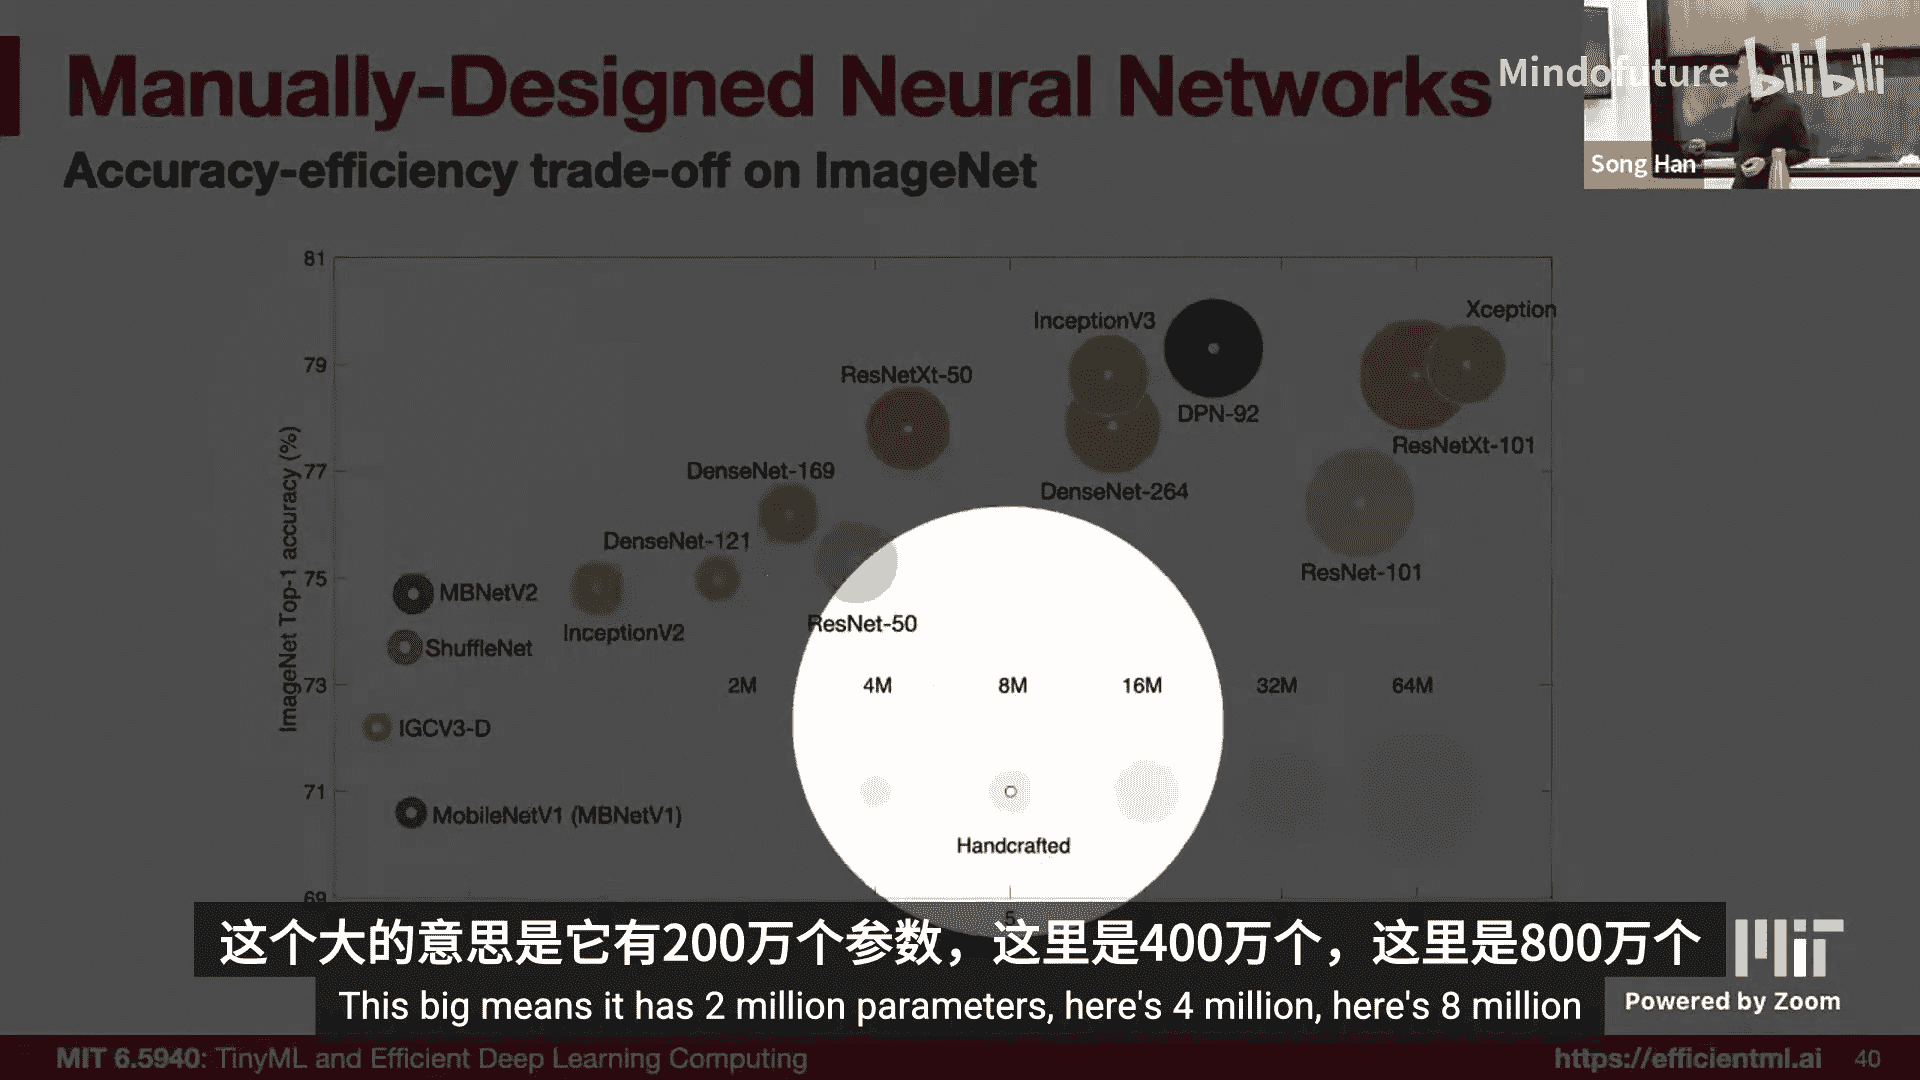 Manually-Designed Neural Networks
Mindofuture bilibili
Accuracy-efficiency trade-off on ImageNet
Song Han
81
Xception
InceptionV3
79
ResNetXt-50
DPN-92
ResNetXt-101
ImageNet Top-1 accuracy (%)
77
DenseNet-169
DenseNet-264
DenseNet-121
75
MBNetV2
ResNet-101
InceptionV2
ResNet-50
ShuffleNet
73
2M
4M
8M
16M
32M
64M
IGCV3-D
71
MobileNetV1 (MBNetV1)
Handcrafted
69
5
这个大的意思是它有200万个参数，这里是400万个，这里是800万个
This big means it has 2 million parameters, here's 4 million, here's 8 million
MIT
Powered by Zoom
MIT 6.5940: TinyML and Efficient Deep Learning Computing
https://efficientml.ai
40